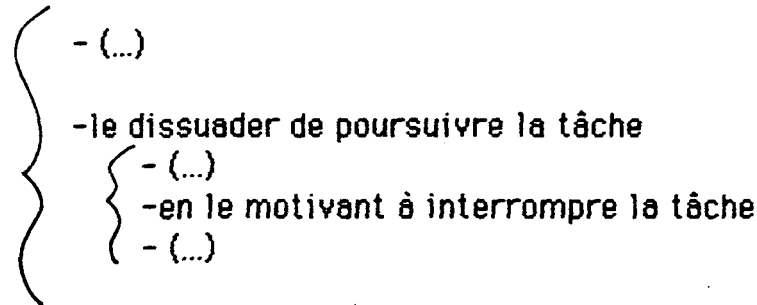 - (...)
-le dissuader de poursuivre la tâche
- (...)
-en le motivant à interrompre la tâche
- (...)